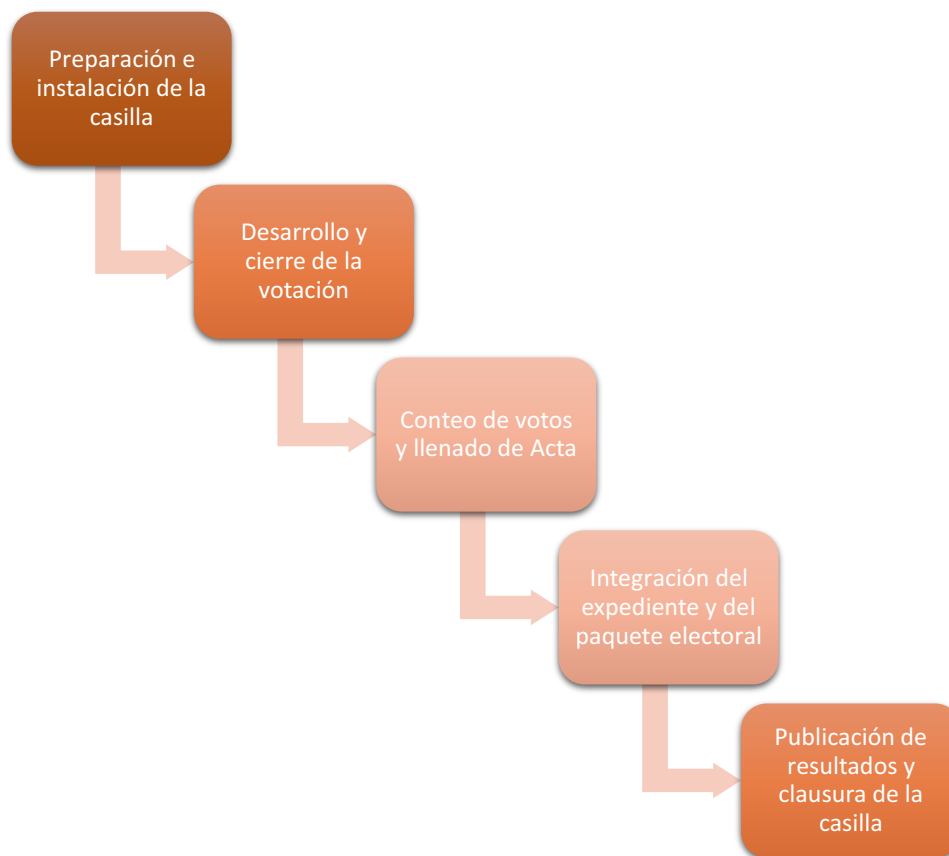 Preparación e
instalación de la
casilla
Desarrollo y
cierre de la
votación
Conteo de votos
y llenado de Acta
Integración del
expediente y del
paquete electoral
Publicación de
resultados y
clausura de la
casilla